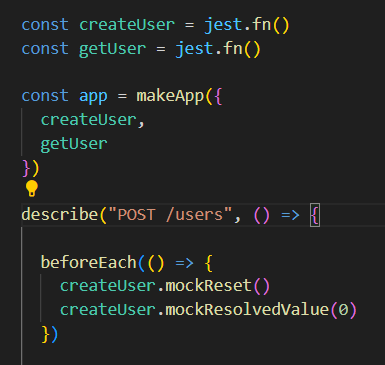 const createUser = jest.fn()
const getUser = jest.fn()
const app = makeApp({
createUser,
getUser
})
describe("POST /users", () => {
beforeEach(() => {
createUser.mockReset()
createUser.mockResolvedValue(0)
})